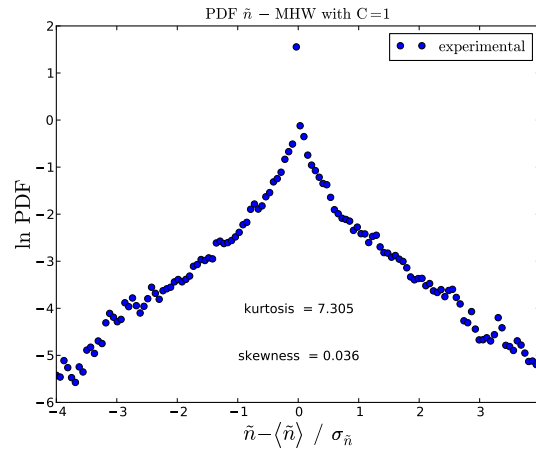 PDF ñ − MHW with C=1
experimental
ln PDF
2
1
0
−1
−2
−3
−4
−5
−6
kurtosis = 7.305
skewness = 0.036
−4 −3 −2 −1 0 1 2 3
ñ−⟨ñ⟩ / σ_ñ